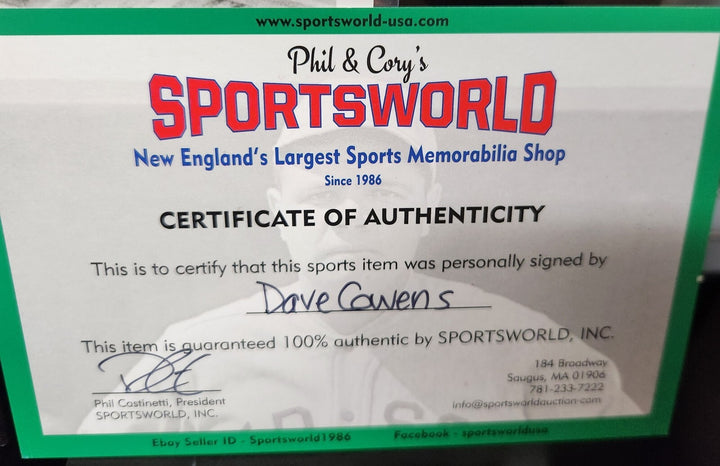 www.sportsworld-usa.com
Phil & Cory's
SPORTSWORLD
New England's Largest Sports Memorabilia Shop
Since 1986
CERTIFICATE OF AUTHENTICITY
This is to certify that this sports item was personally signed by
Dave Cowens
This item is guaranteed 100% authentic by SPORTSWORLD, INC.
184 Broadway
Saugus, MA 01906
781-233-7222
info@sportsworldauction.com
Phil Castinetti, President
SPORTSWORLD, INC.
Ebay Seller ID - Sportsworld1986
Facebook - sportsworldusa